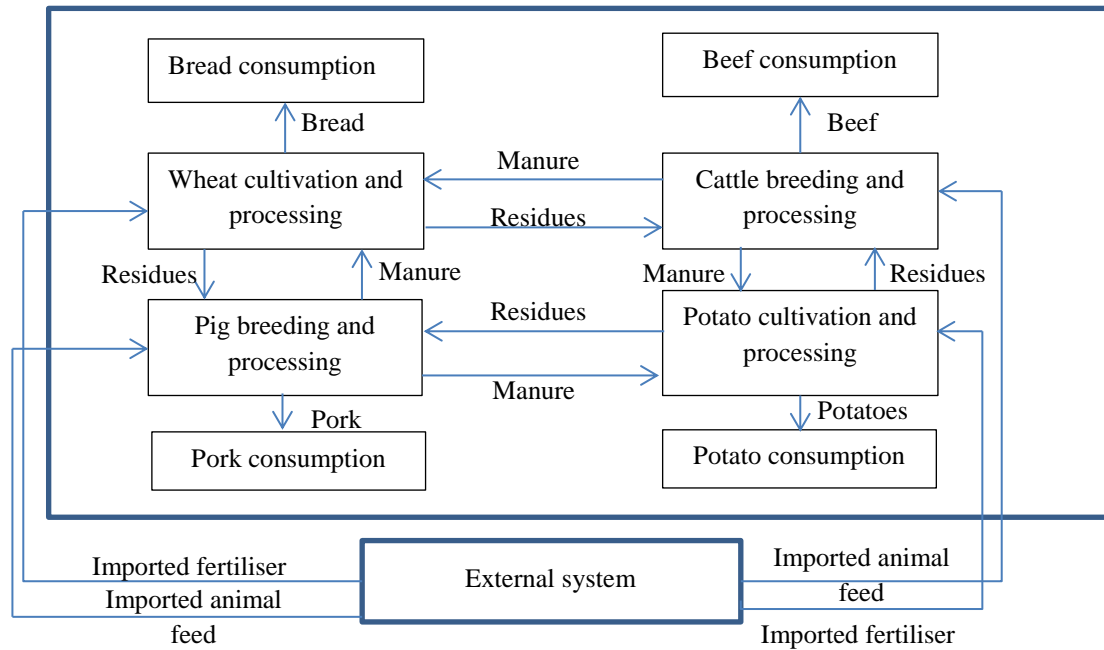 Bread consumption
Beef consumption
Bread
Beef
Wheat cultivation and
processing
Manure
Cattle breeding and
processing
Residues
Residues
Manure
Manure
Residues
Pig breeding and
processing
Residues
Potato cultivation and
processing
Manure
Pork
Potatoes
Pork consumption
Potato consumption
Imported fertiliser
Imported animal
feed
External system
Imported animal
feed
Imported fertiliser